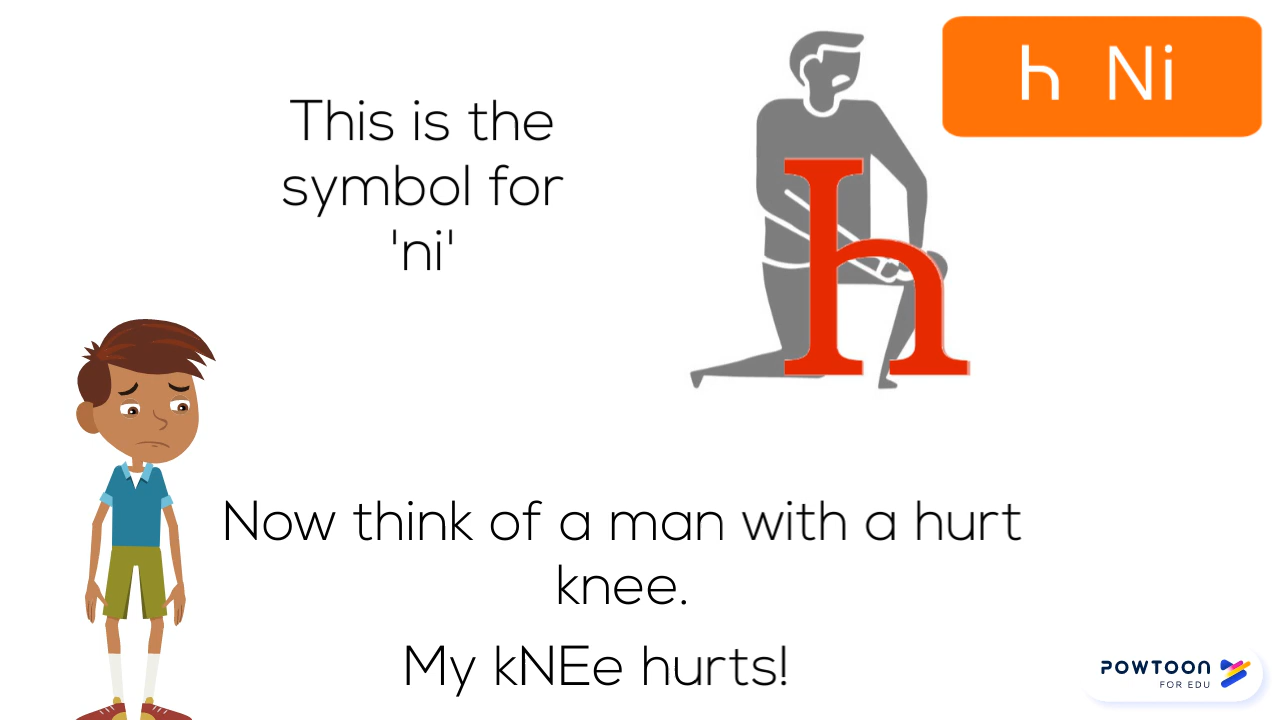 Ꮒ Ni
This is the
symbol for
'ni'
Ꮒ
Now think of a man with a hurt
knee.
My kNEe hurts!
POWTOON
FOR EDU